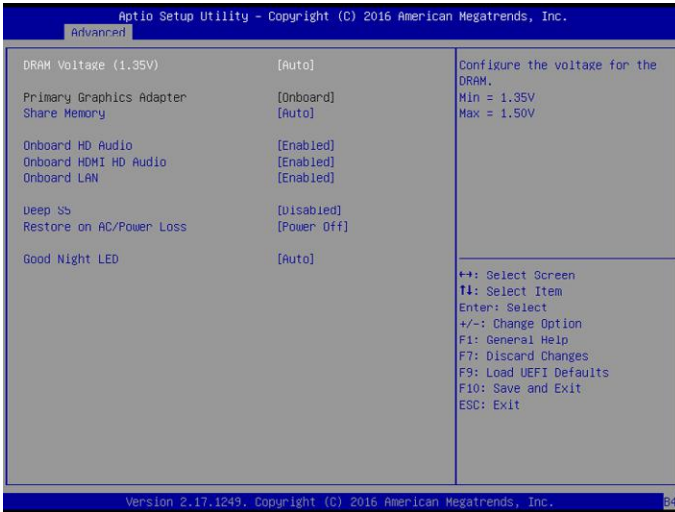 Aptio Setup Utility – Copyright (C) 2016 American Megatrends, Inc.
Advanced
DRAM Voltage (1.35V) [Auto]
Primary Graphics Adapter [Onboard]
Share Memory [Auto]
Onboard HD Audio [Enabled]
Onboard HDMI HD Audio [Enabled]
Onboard LAN [Enabled]
Deep S5 [Disabled]
Restore on AC/Power Loss [Power Off]
Good Night LED [Auto]
Configure the voltage for the
DRAM.
Min = 1.35V
Max = 1.50V
↔: Select Screen
↑↓: Select Item
Enter: Select
+/-: Change Option
F1: General Help
F7: Discard Changes
F9: Load UEFI Defaults
F10: Save and Exit
ESC: Exit
Version 2.17.1249. Copyright (C) 2016 American Megatrends, Inc.
B4